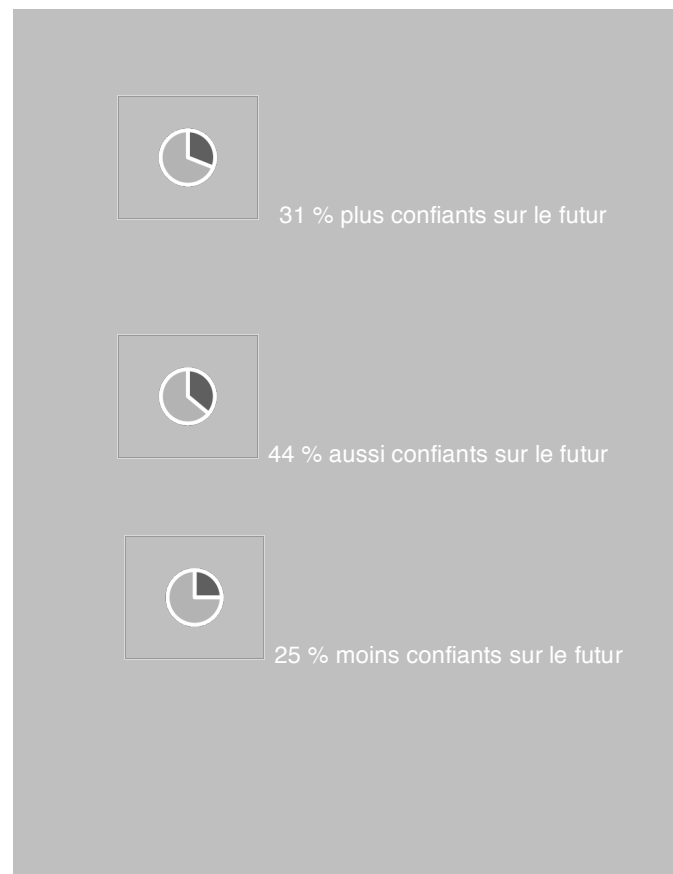 31 % plus confiants sur le futur
44 % aussi confiants sur le futur
25 % moins confiants sur le futur